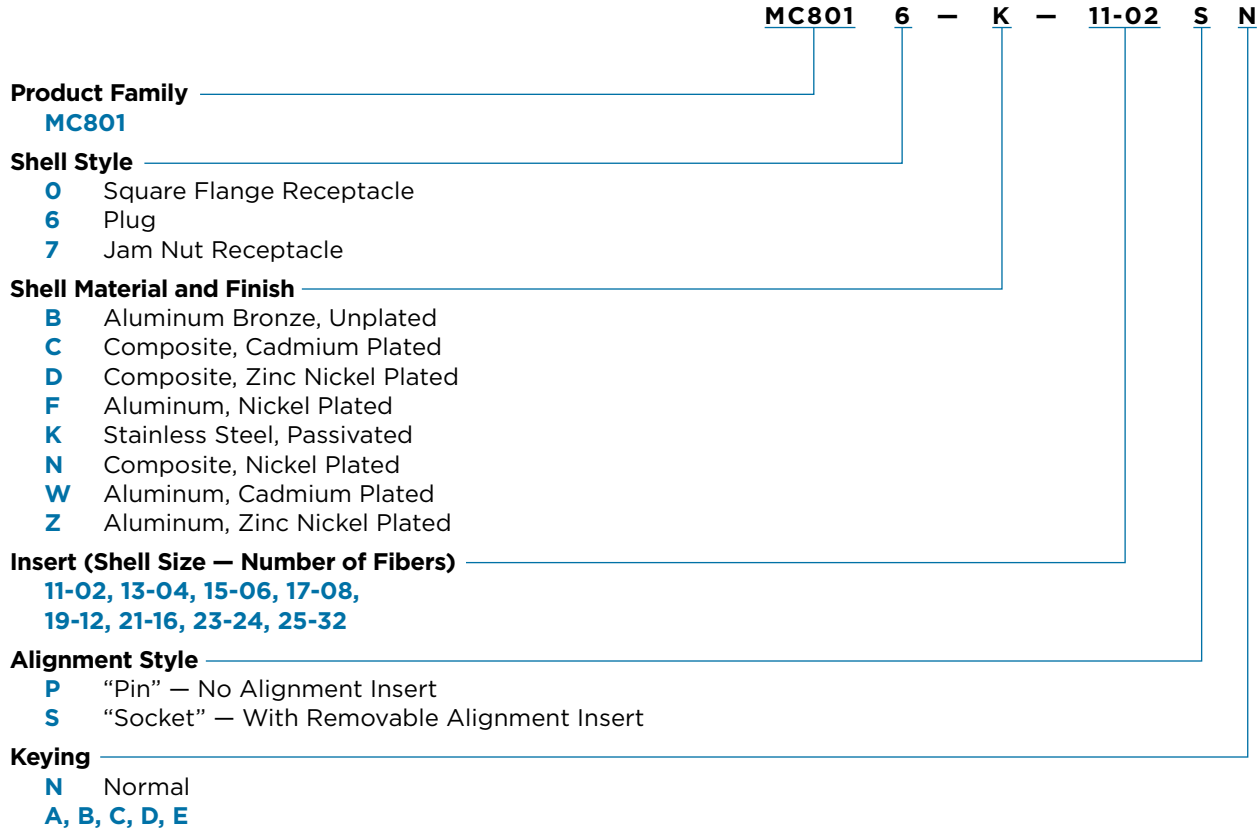 MC801 6 — K — 11-02 S N
Product Family
MC801
Shell Style
0 Square Flange Receptacle
6 Plug
7 Jam Nut Receptacle
Shell Material and Finish
B Aluminum Bronze, Unplated
C Composite, Cadmium Plated
D Composite, Zinc Nickel Plated
F Aluminum, Nickel Plated
K Stainless Steel, Passivated
N Composite, Nickel Plated
W Aluminum, Cadmium Plated
Z Aluminum, Zinc Nickel Plated
Insert (Shell Size — Number of Fibers)
11-02, 13-04, 15-06, 17-08,
19-12, 21-16, 23-24, 25-32
Alignment Style
P “Pin” — No Alignment Insert
S “Socket” — With Removable Alignment Insert
Keying
N Normal
A, B, C, D, E